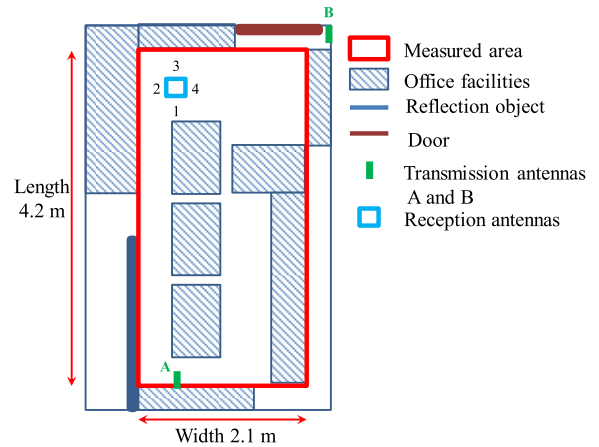 B
3
2 4
1
A
Length
4.2 m
Width 2.1 m
Measured area
Office facilities
Reflection object
Door
Transmission antennas
A and B
Reception antennas